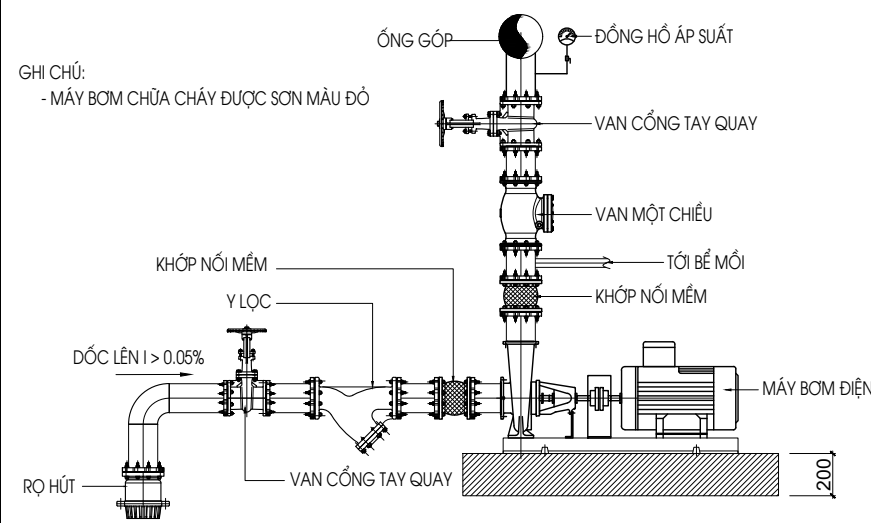 ỐNG GÓP
ĐỒNG HỒ ÁP SUẤT
GHI CHÚ:
- MÁY BƠM CHỮA CHÁY ĐƯỢC SƠN MÀU ĐỎ
VAN CỔNG TAY QUAY
VAN MỘT CHIỀU
KHỚP NỐI MỀM
TỚI BỂ MỒI
Y LỌC
KHỚP NỐI MỀM
DỐC LÊN I > 0.05%
MÁY BƠM ĐIỆN
RỌ HÚT
VAN CỔNG TAY QUAY
200